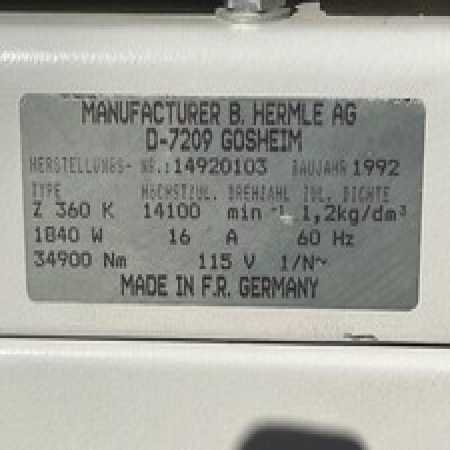 MANUFACTURER B. HERMLE AG
D-7209 GOSHEIM
HERSTELLUNGS- NR.:14920103 BAUJAHR 1992
TYPE HÖCHSTZUL. DREHZAHL ZUL. DICHTE
Z 360 K 14100 min⁻¹ 1,2kg/dm³
1840 W 16 A 60 Hz
34900 Nm 115 V 1/N~
MADE IN F.R. GERMANY